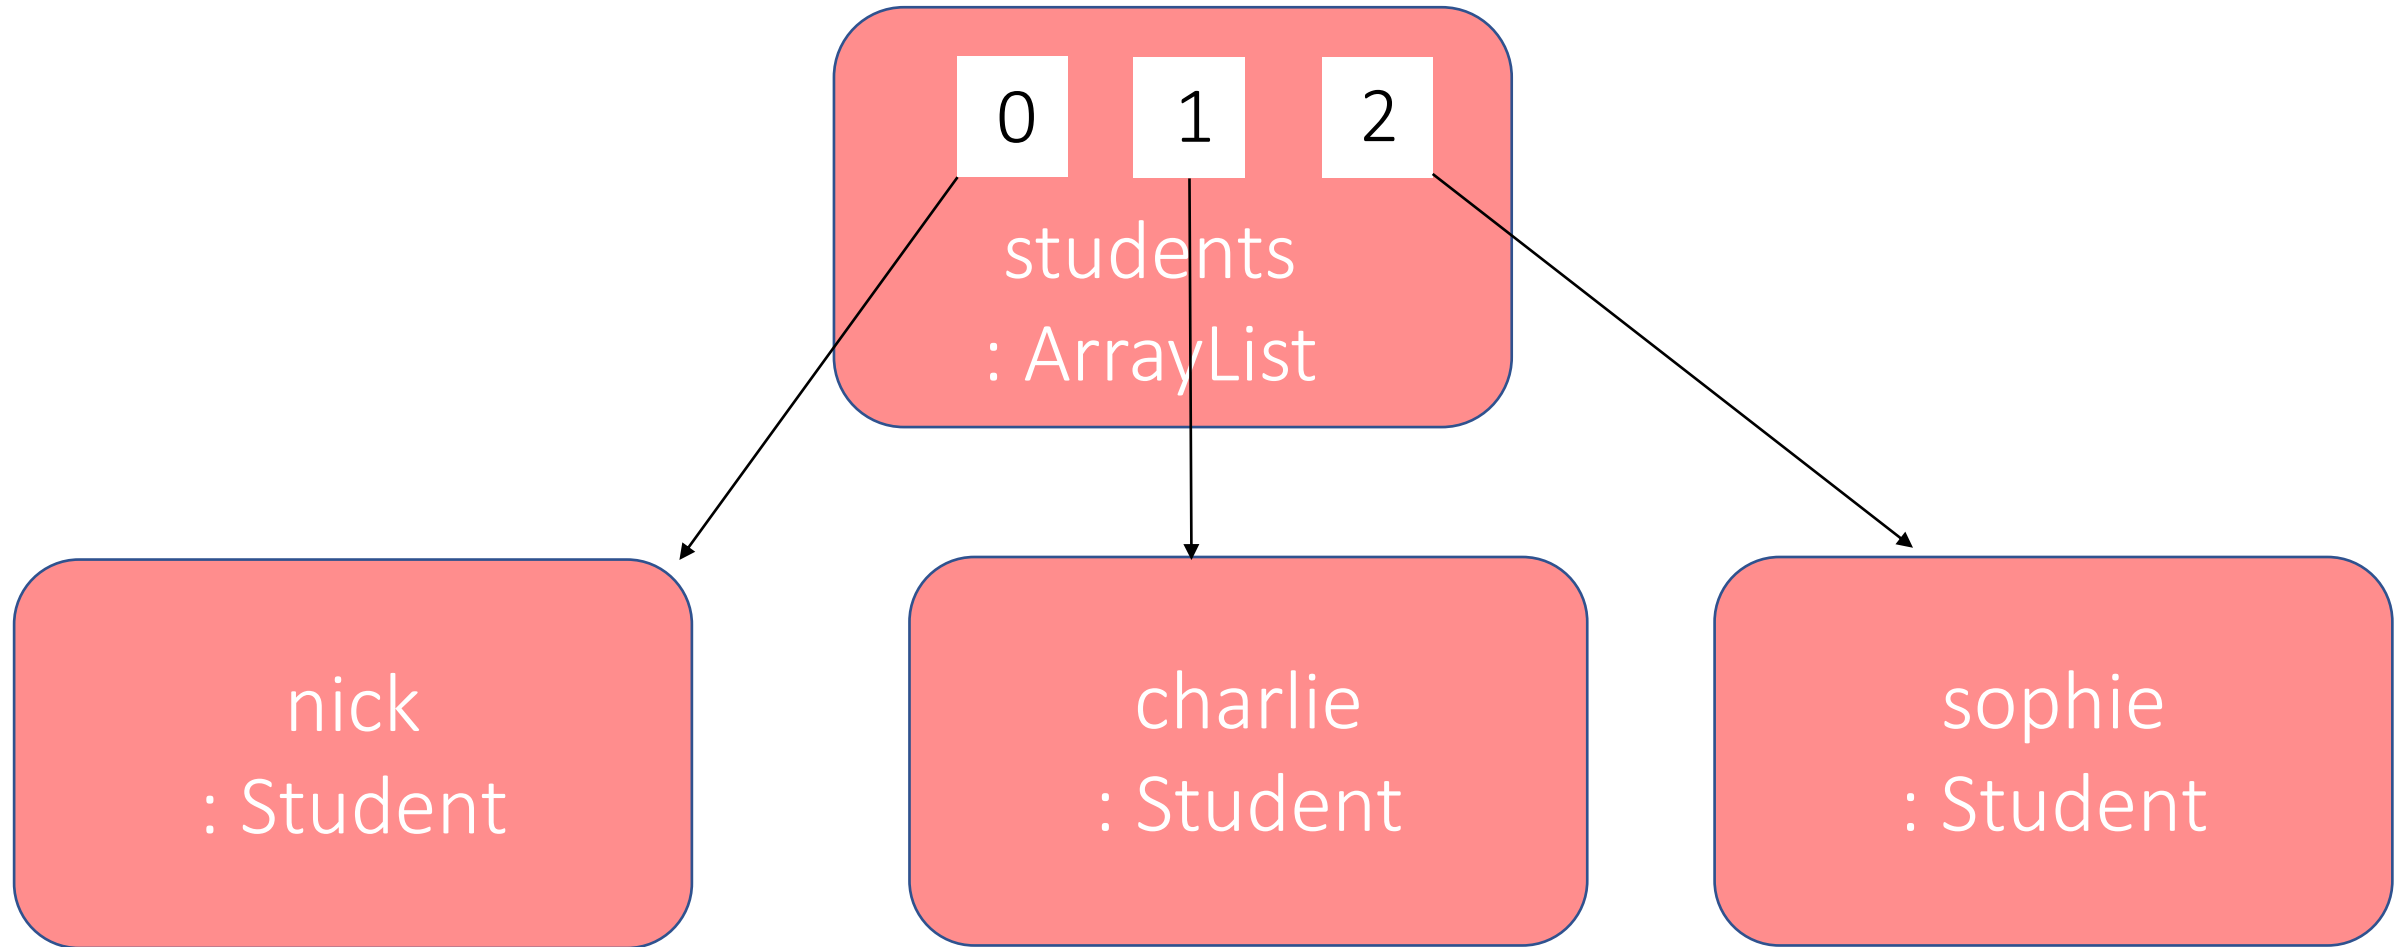 0 1 2
students
: ArrayList
nick
: Student
charlie
: Student
sophie
: Student